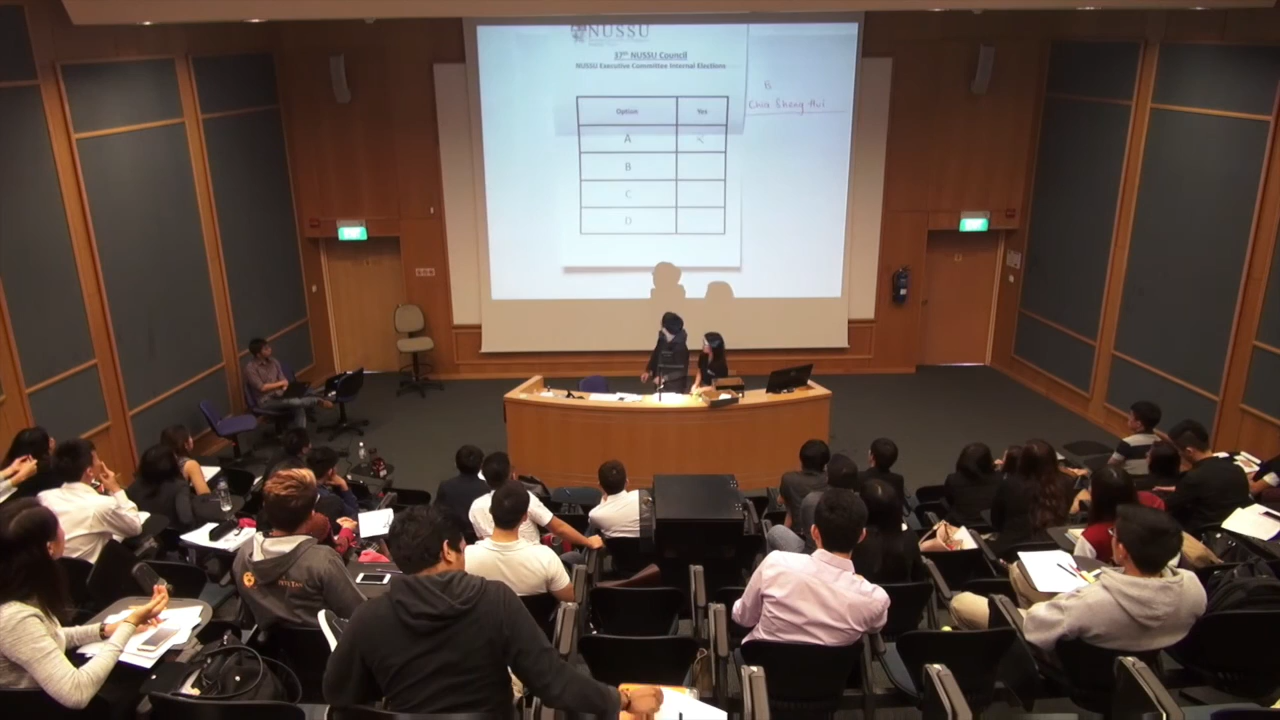 NUSSU
37th NUSSU Council
NUSSU Executive Committee Internal Elections
Option Yes
A
B
C
D
B
Chia Sheng Hui